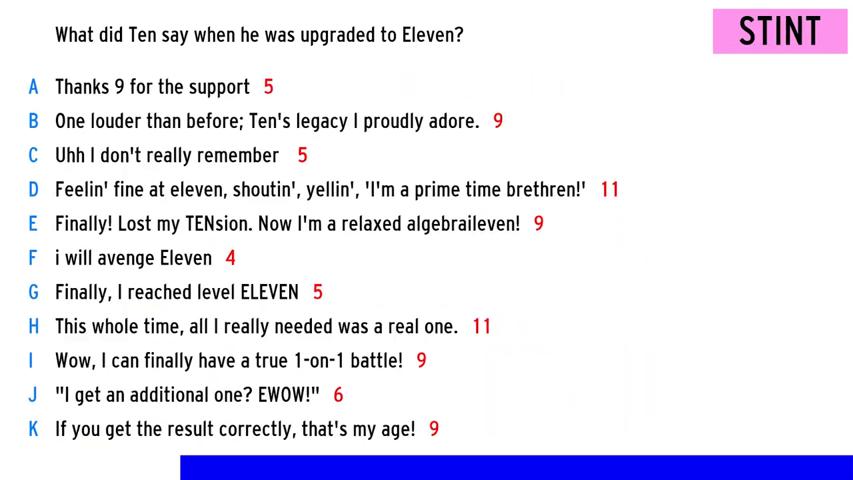 What did Ten say when he was upgraded to Eleven?
STINT
A Thanks 9 for the support 5
B One louder than before; Ten's legacy I proudly adore. 9
C Uhh I don't really remember 5
D Feelin' fine at eleven, shoutin', yellin', 'I'm a prime time brethren!' 11
E Finally! Lost my TENsion. Now I'm a relaxed algebraileven! 9
F i will avenge Eleven 4
G Finally, I reached level ELEVEN 5
H This whole time, all I really needed was a real one. 11
I Wow, I can finally have a true 1-on-1 battle! 9
J "I get an additional one? EWOW!" 6
K If you get the result correctly, that's my age! 9